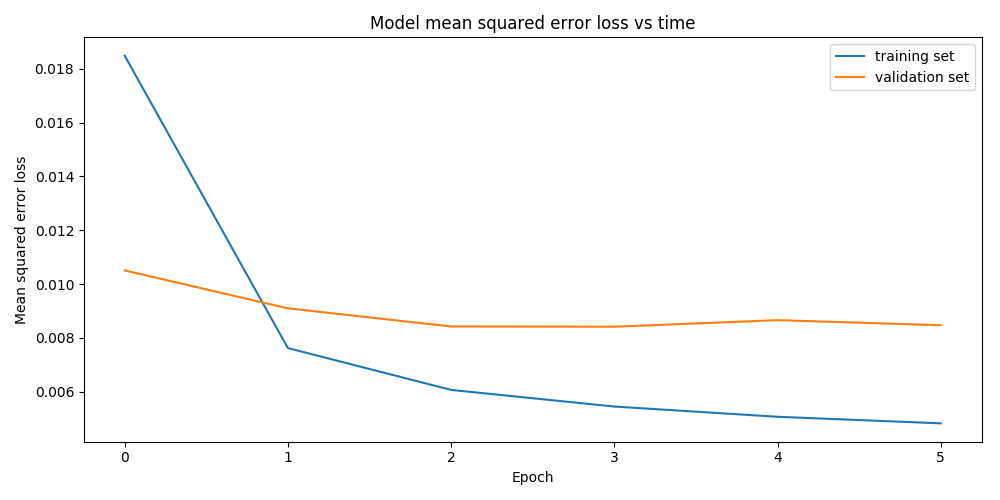 Model mean squared error loss vs time
training set
validation set
Mean squared error loss
0.018
0.016
0.014
0.012
0.010
0.008
0.006
0 1 2 3 4 5
Epoch